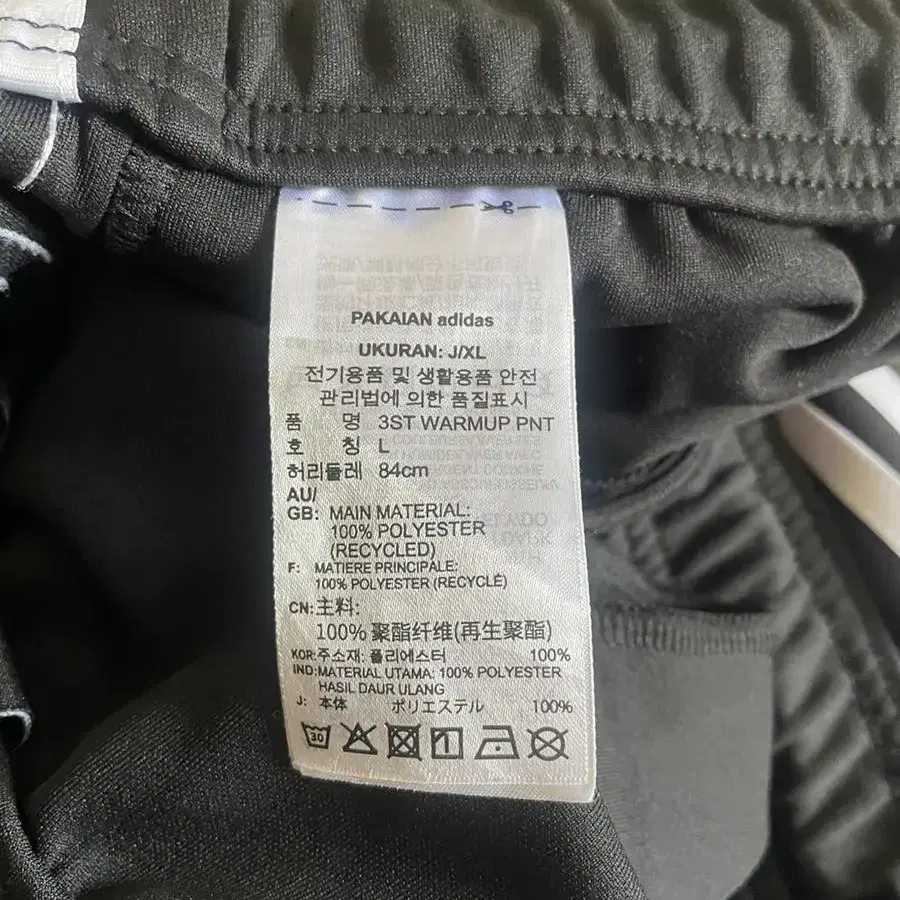 PAKAIAN adidas
UKURAN: J/XL
전기용품 및 생활용품 안전
관리법에 의한 품질표시
품 명 3ST WARMUP PNT
호 칭 L
허리둘레 84cm
AU/
GB: MAIN MATERIAL:
100% POLYESTER
(RECYCLED)
F: MATIERE PRINCIPALE:
100% POLYESTER (RECYCLÉ)
CN: 主料:
100% 聚酯纤维(再生聚酯)
KOR: 주소재: 폴리에스터 100%
IND: MATERIAL UTAMA: 100% POLYESTER
HASIL DAUR ULANG
J: 本体 ポリエステル 100%
30